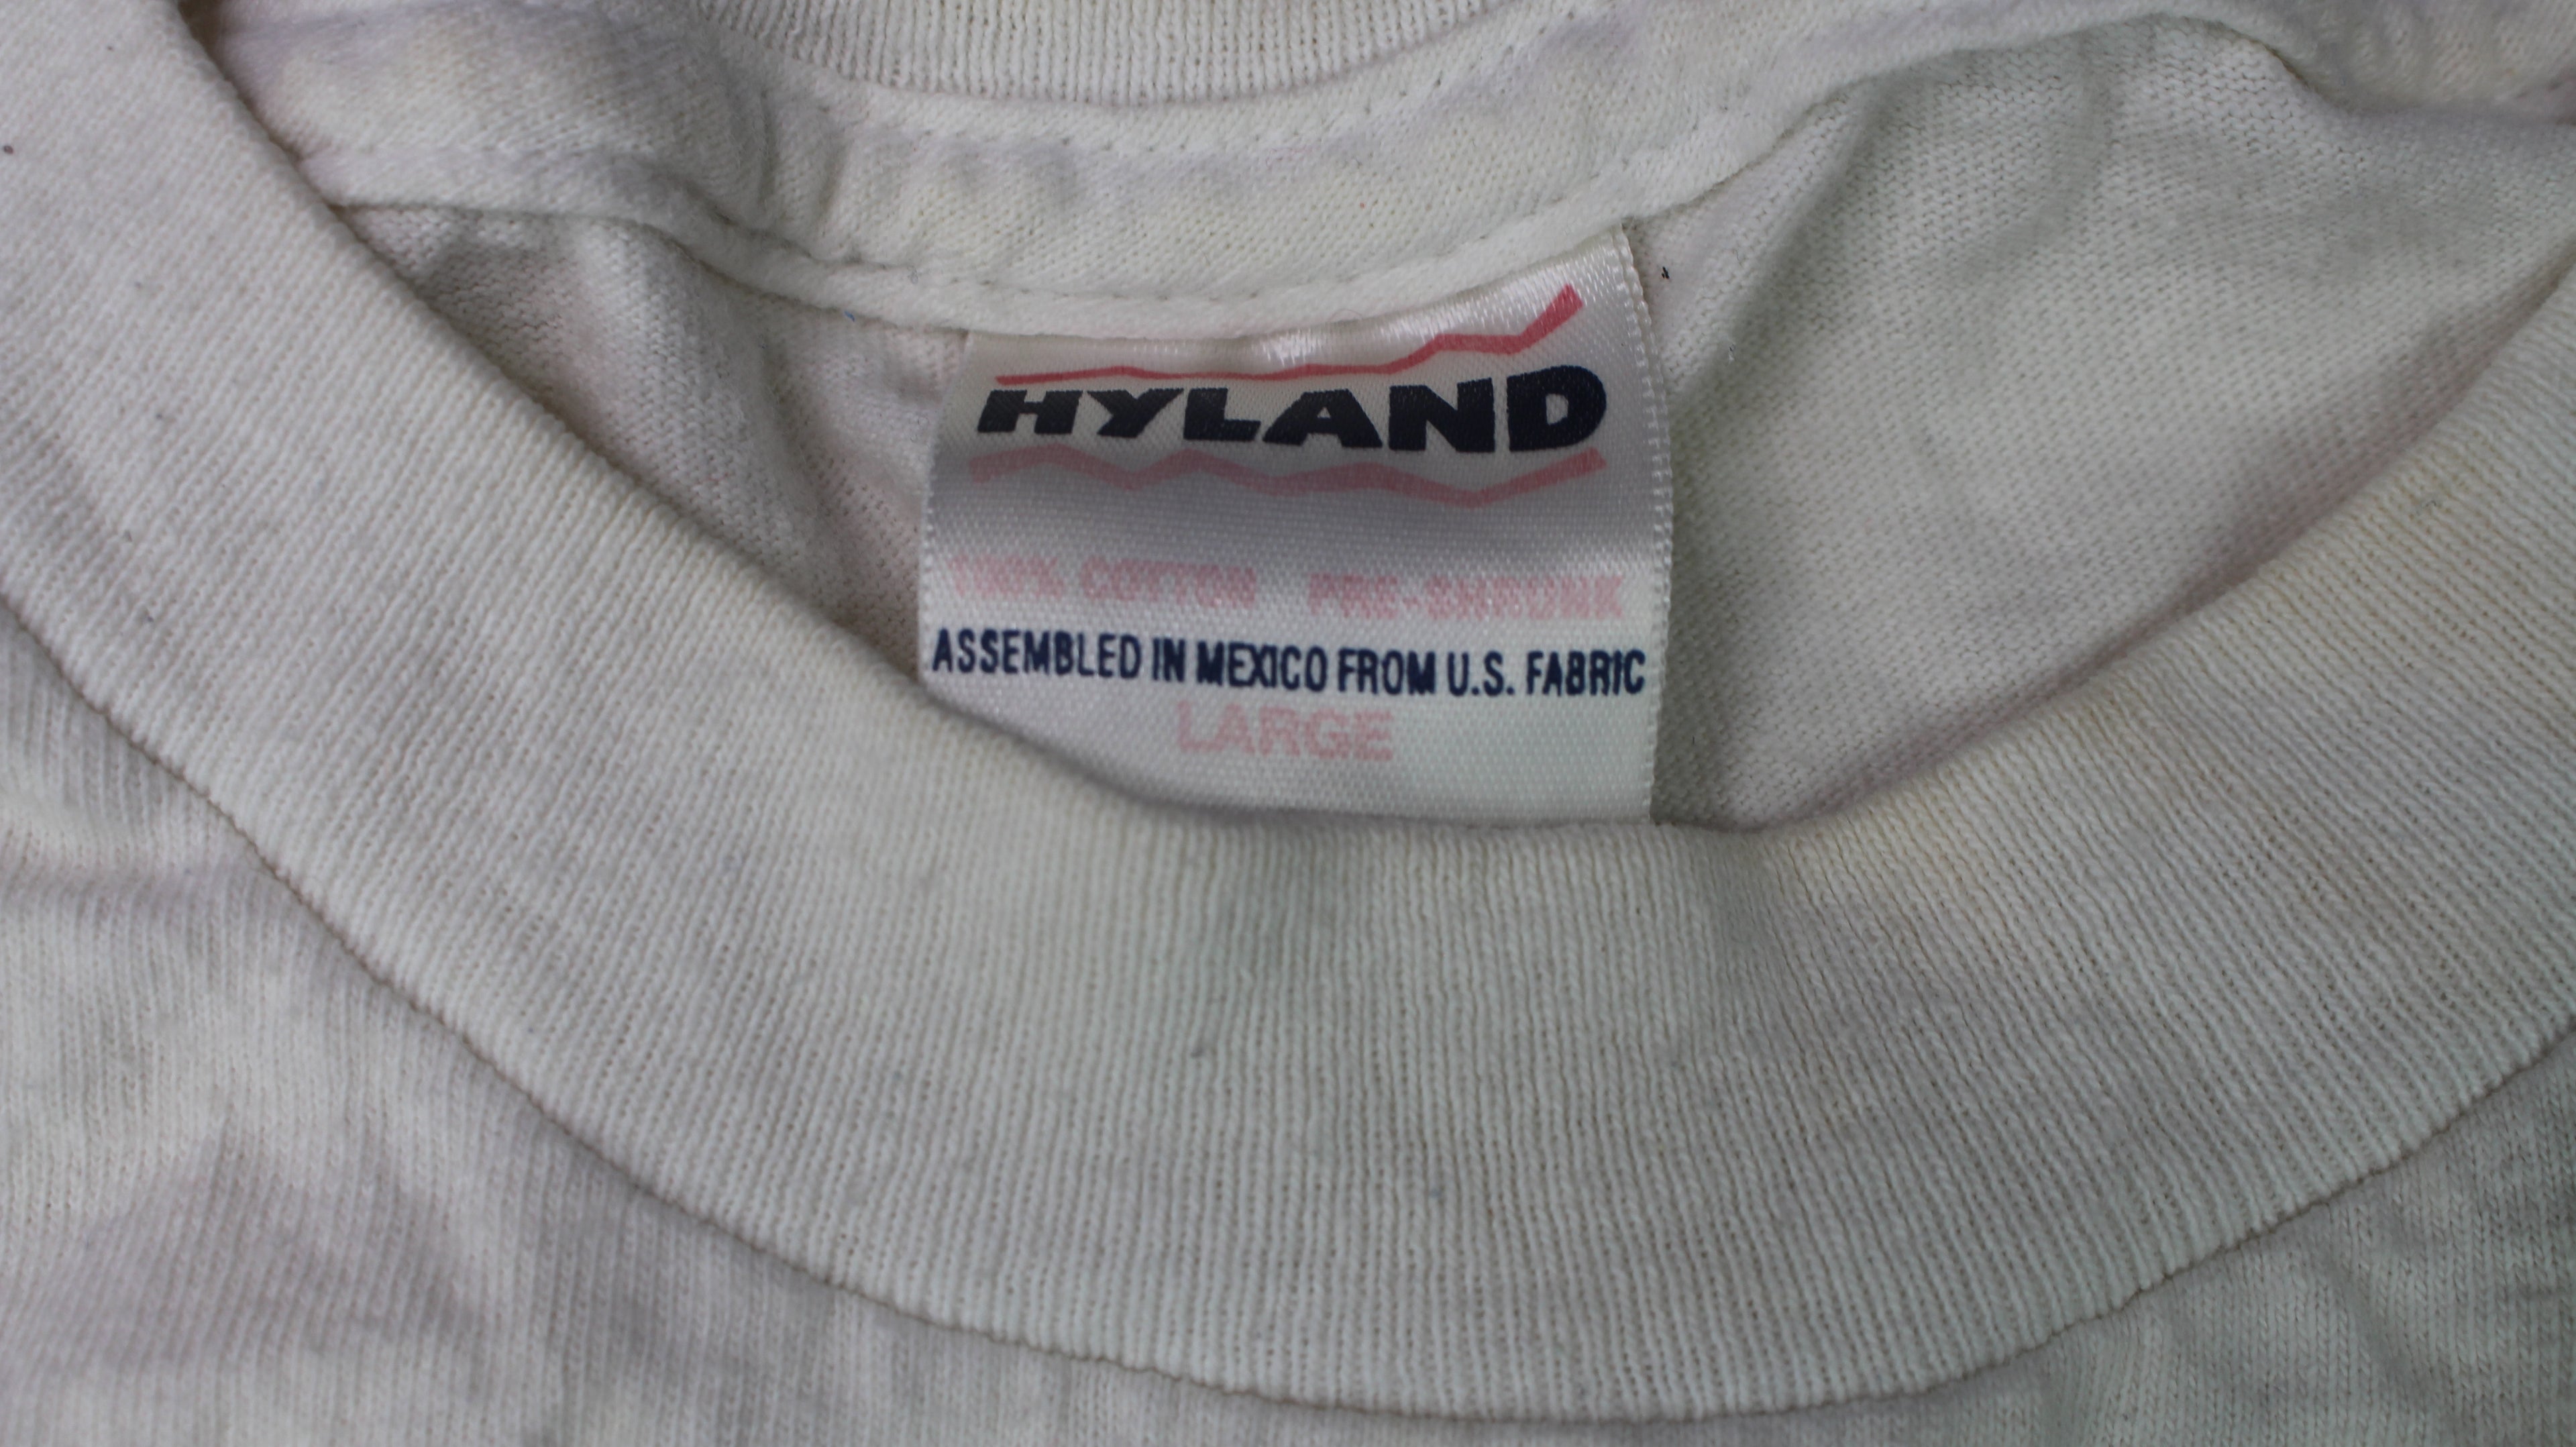 HYLAND
100% COTTON PRE-SHRUNK
ASSEMBLED IN MEXICO FROM U.S. FABRIC
LARGE